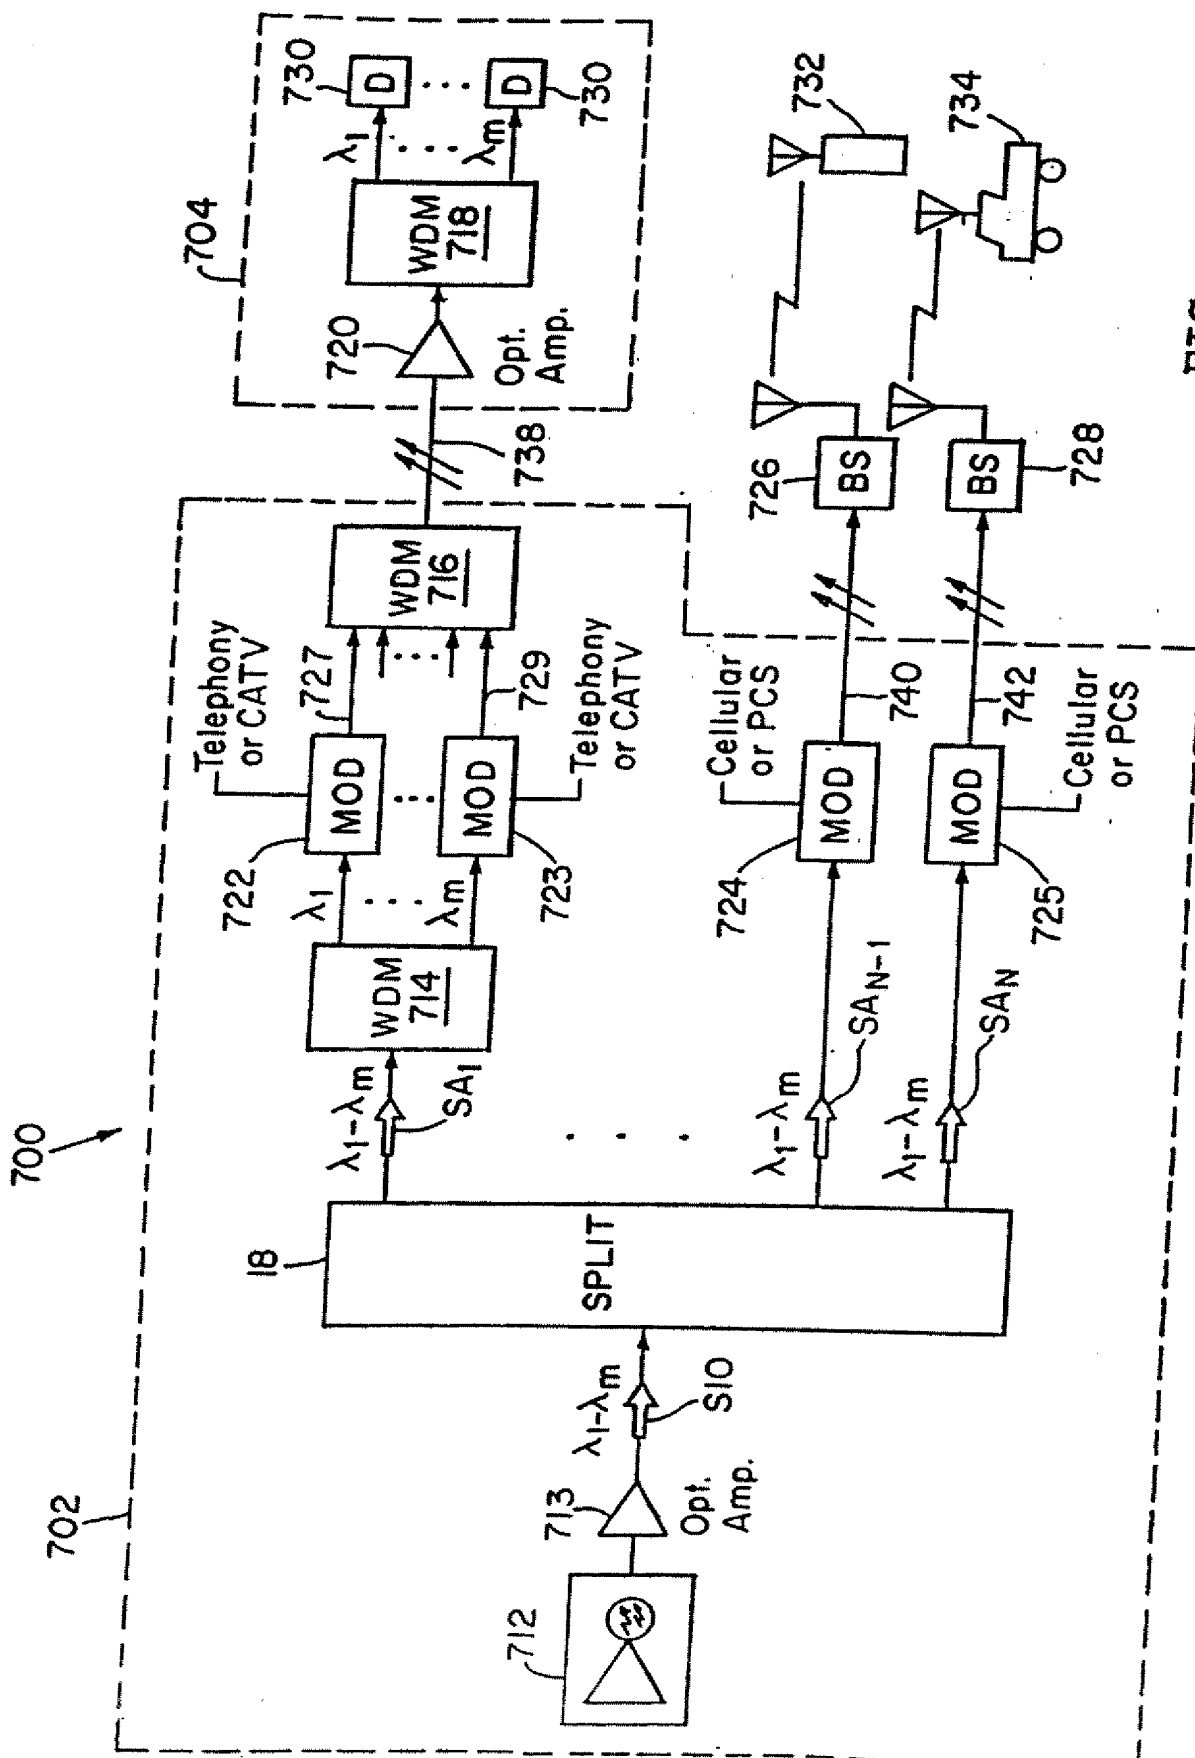 700
702
712
713
Opt.
Amp.
λ1-λm
S10
18
SPLIT
λ1-λm
SA1
WDM
714
λ1
λm
722
MOD
Telephony
or CATV
727
MOD
723
729
Telephony
or CATV
WDM
716
738
704
720
Opt.
Amp.
WDM
718
λ1
λm
730
D
D
730
λ1-λm
SAN-1
724
MOD
Cellular
or PCS
740
726
BS
732
λ1-λm
SAN
MOD
725
742
Cellular
or PCS
BS
728
734